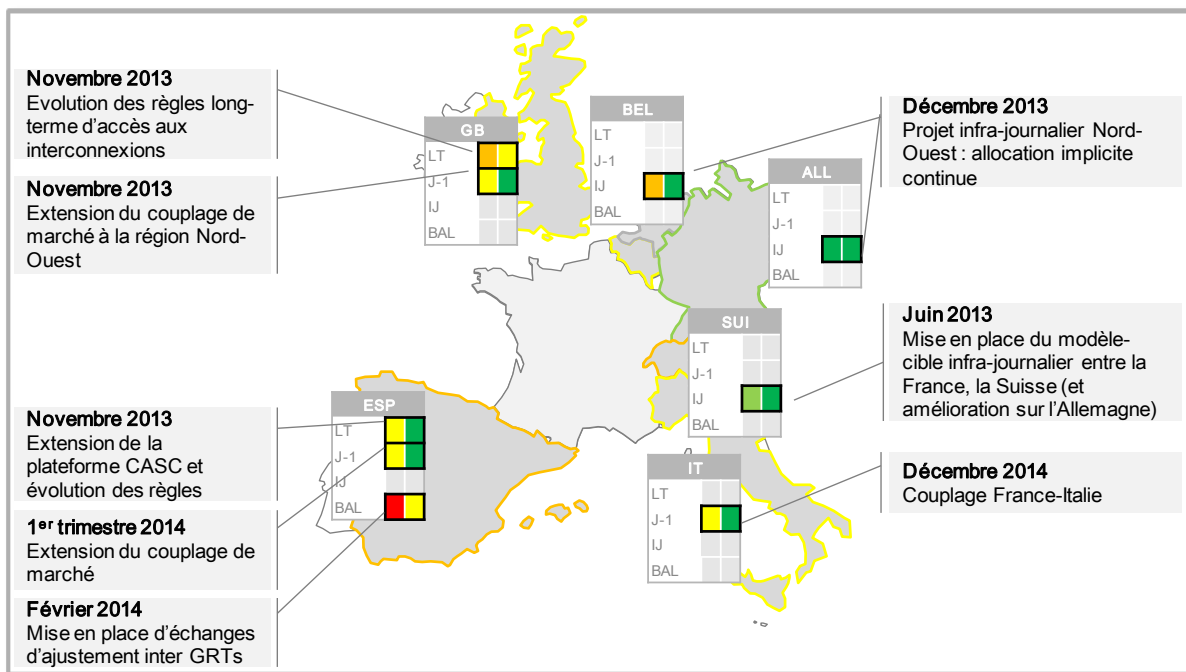 Novembre 2013
Evolution des règles long-
terme d'accès aux
interconnexions
Novembre 2013
Extension du couplage de
marché à la région Nord-
Ouest
GB
LT
J-1
IJ
BAL
BEL
LT
J-1
IJ
BAL
ALL
LT
J-1
IJ
BAL
Décembre 2013
Projet infra-journalier Nord-
Ouest : allocation implicite
continue
SUI
LT
J-1
IJ
BAL
Juin 2013
Mise en place du modèle-
cible infra-journalier entre la
France, la Suisse (et
amélioration sur l'Allemagne)
ESP
LT
J-1
IJ
BAL
Novembre 2013
Extension de la
plateforme CASC et
évolution des règles
1er trimestre 2014
Extension du couplage de
marché
Février 2014
Mise en place d'échanges
d'ajustement inter GRTs
IT
LT
J-1
IJ
BAL
Décembre 2014
Couplage France-Italie